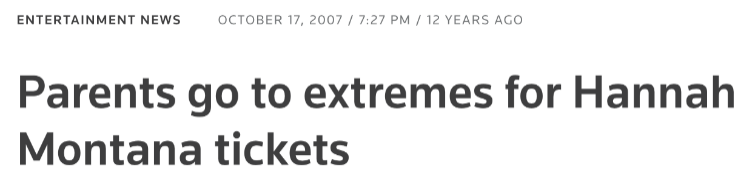 ENTERTAINMENT NEWS OCTOBER 17, 2007 / 7:27 PM / 12 YEARS AGO
Parents go to extremes for Hannah
Montana tickets